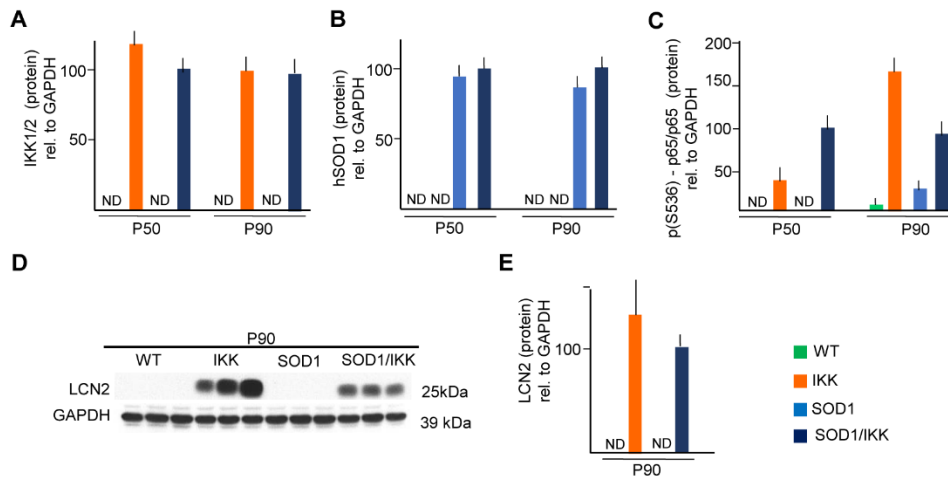 A
IKK1/2 (protein)
rel. to GAPDH
100
50
ND
ND
ND
ND
P50
P90
B
hSOD1 (protein)
rel. to GAPDH
100
50
ND ND
ND ND
P50
P90
C
p(S536) - p65/p65 (protein)
rel. to GAPDH
200
150
100
50
ND
ND
P50
P90
D
P90
WT
IKK
SOD1
SOD1/IKK
LCN2
25kDa
GAPDH
39 kDa
E
LCN2 (protein)
rel. to GAPDH
100
ND
ND
P90
WT
IKK
SOD1
SOD1/IKK